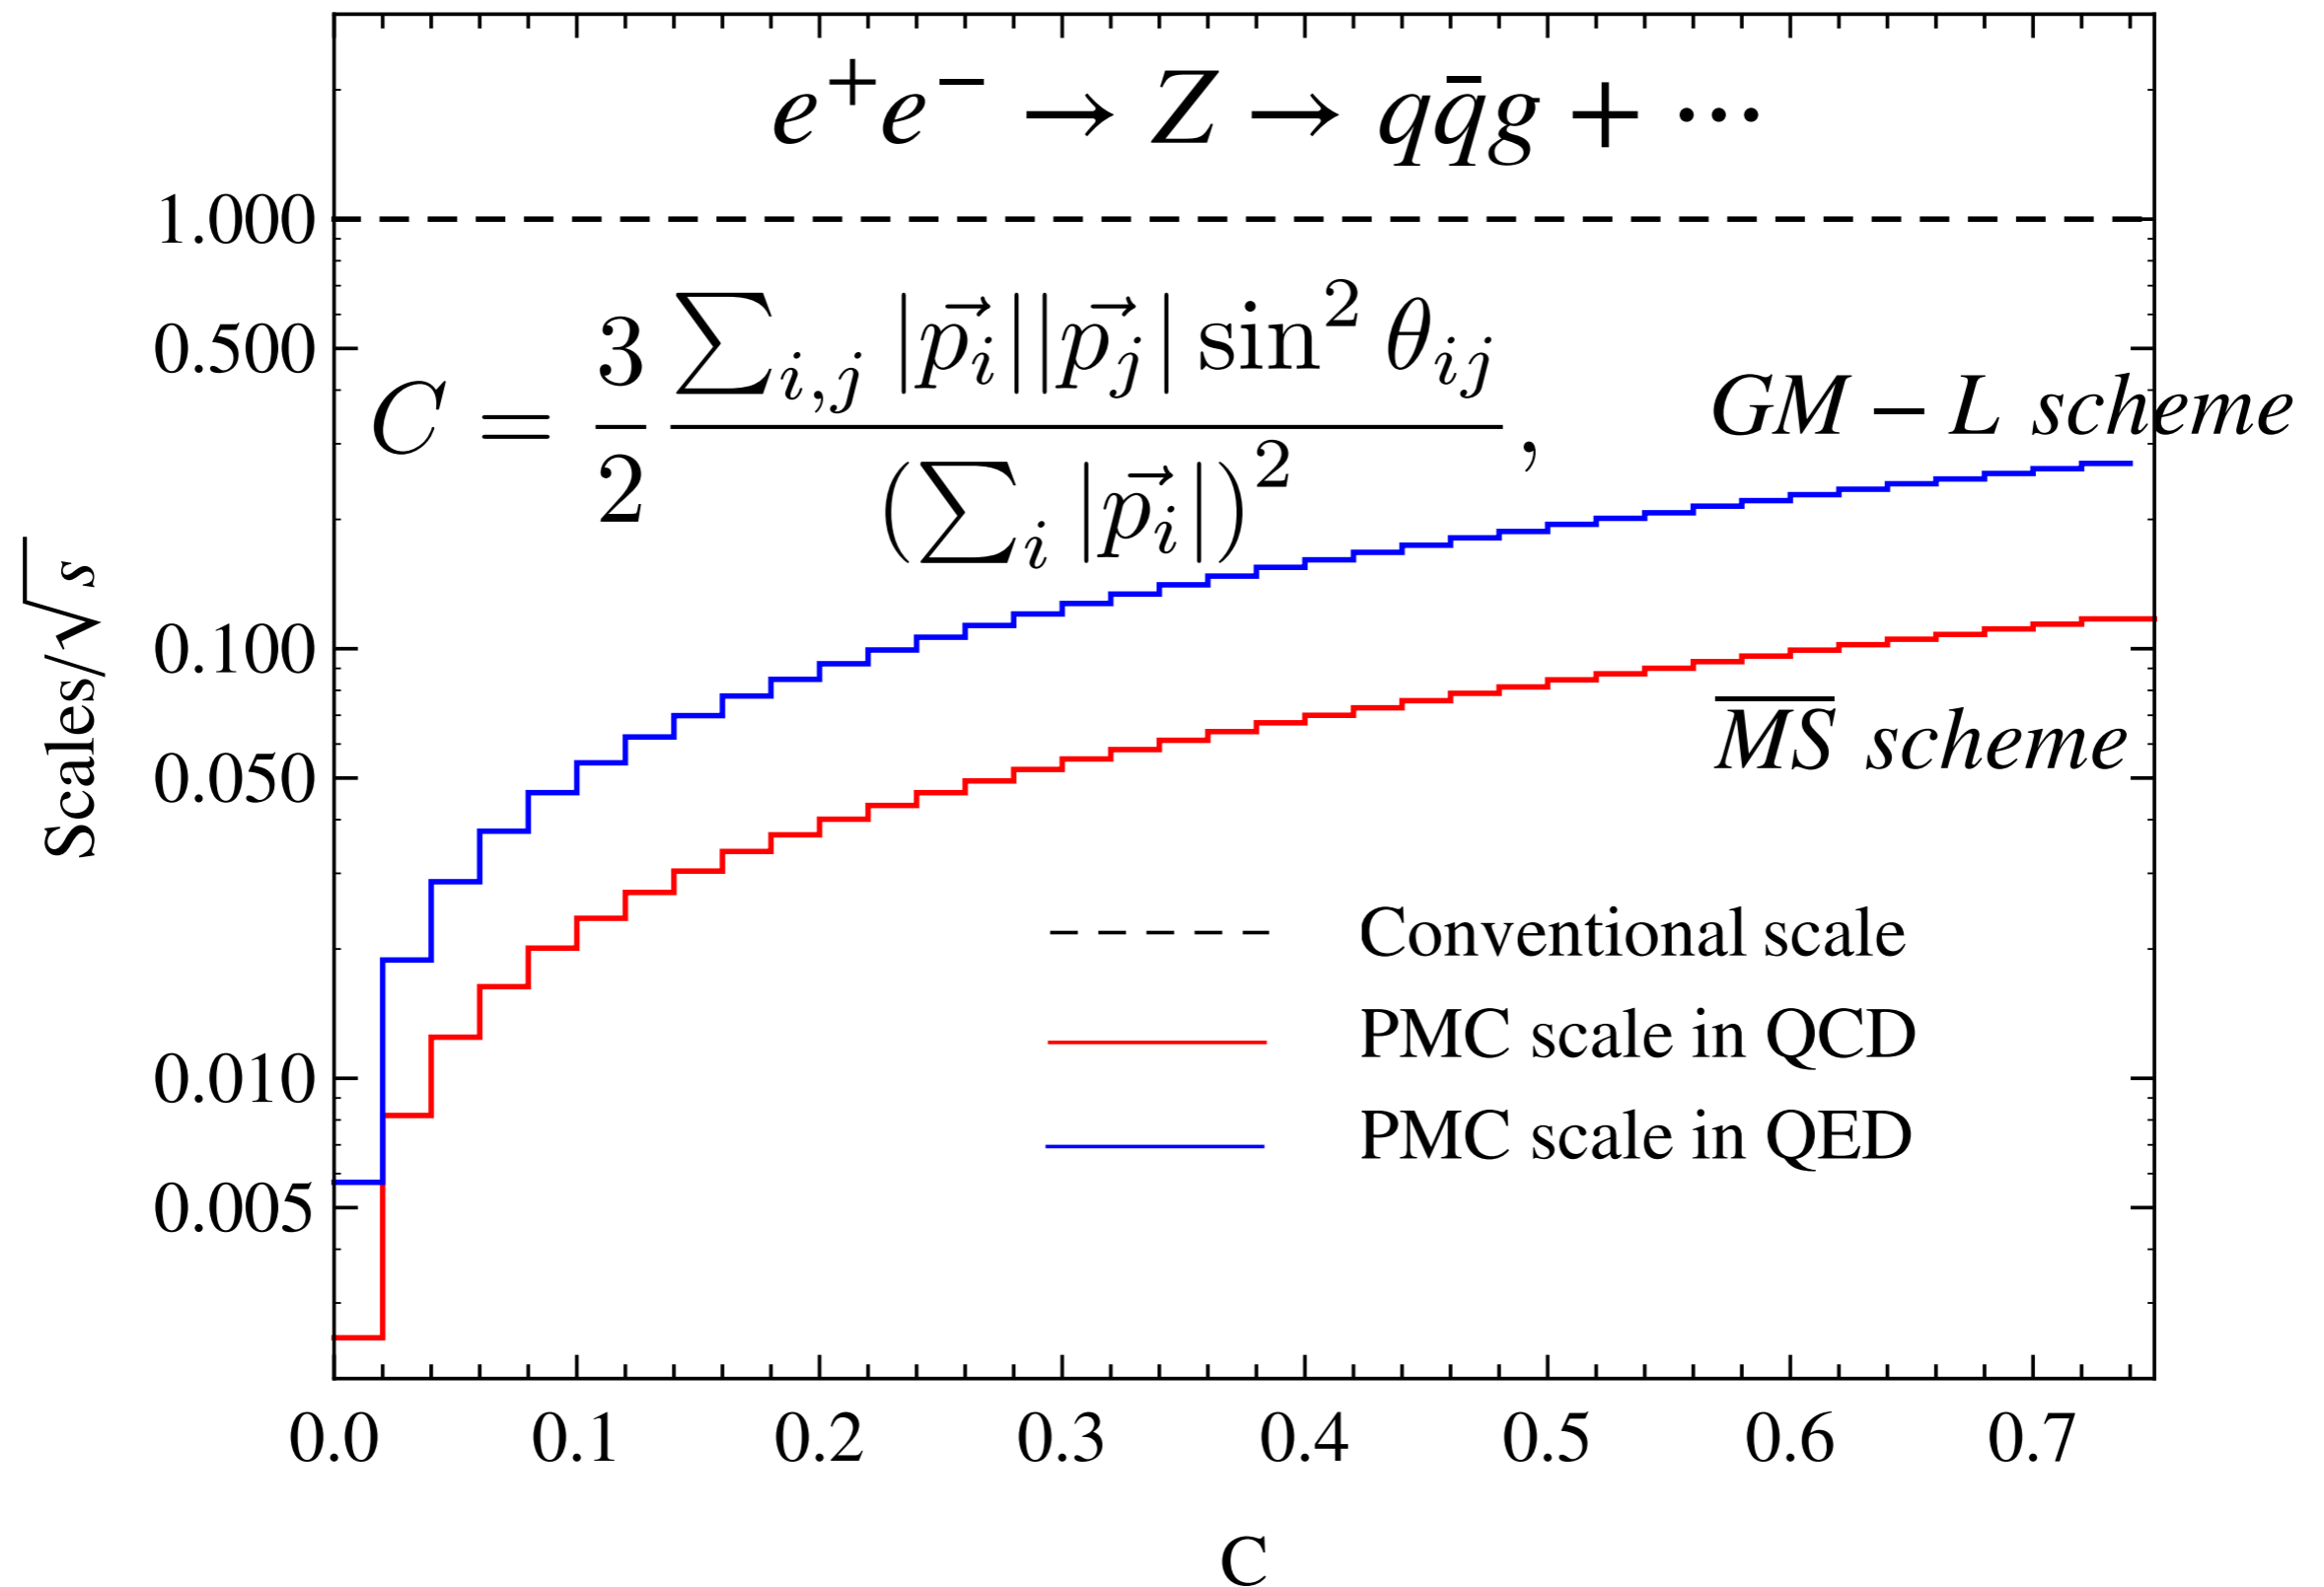 e⁺e⁻ → Z → qq̄g + ⋯
1.000
0.500
C = 3/2 ∑_{i,j} |p⃗_i||p⃗_j| sin² θ_{ij} / (∑_i |p⃗_i|)²,
GM − L scheme
0.100
M̅S̅ scheme
0.050
Scales/√s
Conventional scale
PMC scale in QCD
0.010
PMC scale in QED
0.005
0.0 0.1 0.2 0.3 0.4 0.5 0.6 0.7
C